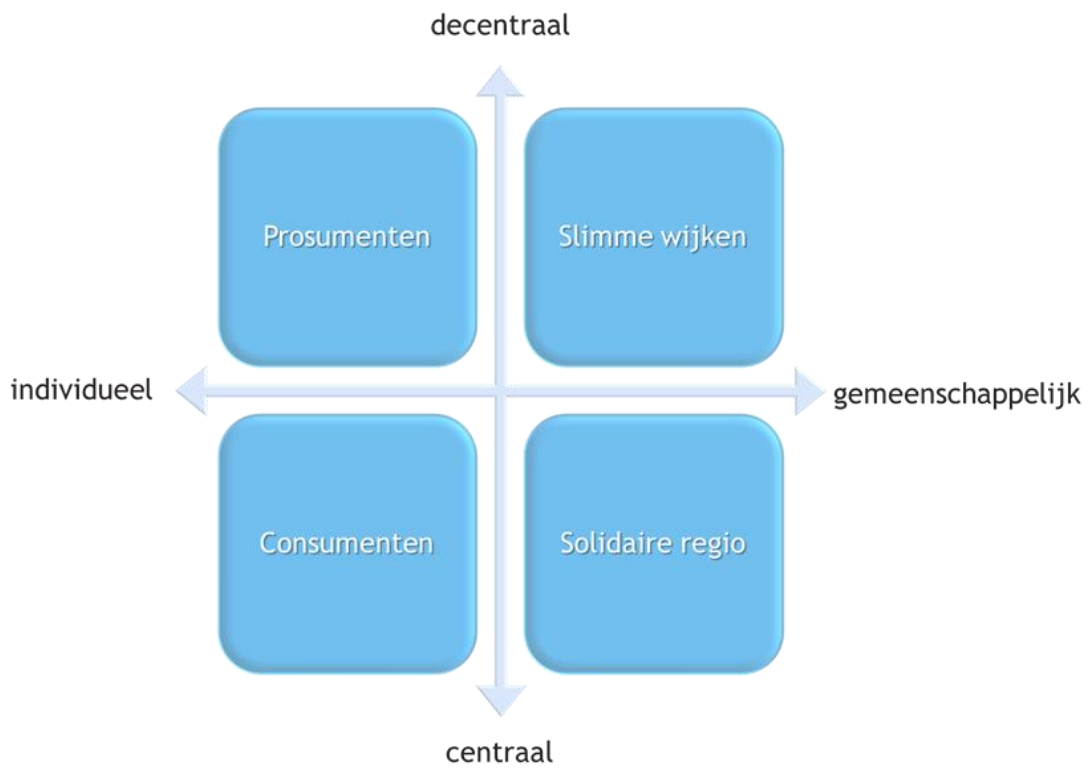 decentraal
Prosumenten
Slimme wijken
individueel
gemeenschappelijk
Consumenten
Solidaire regio
centraal